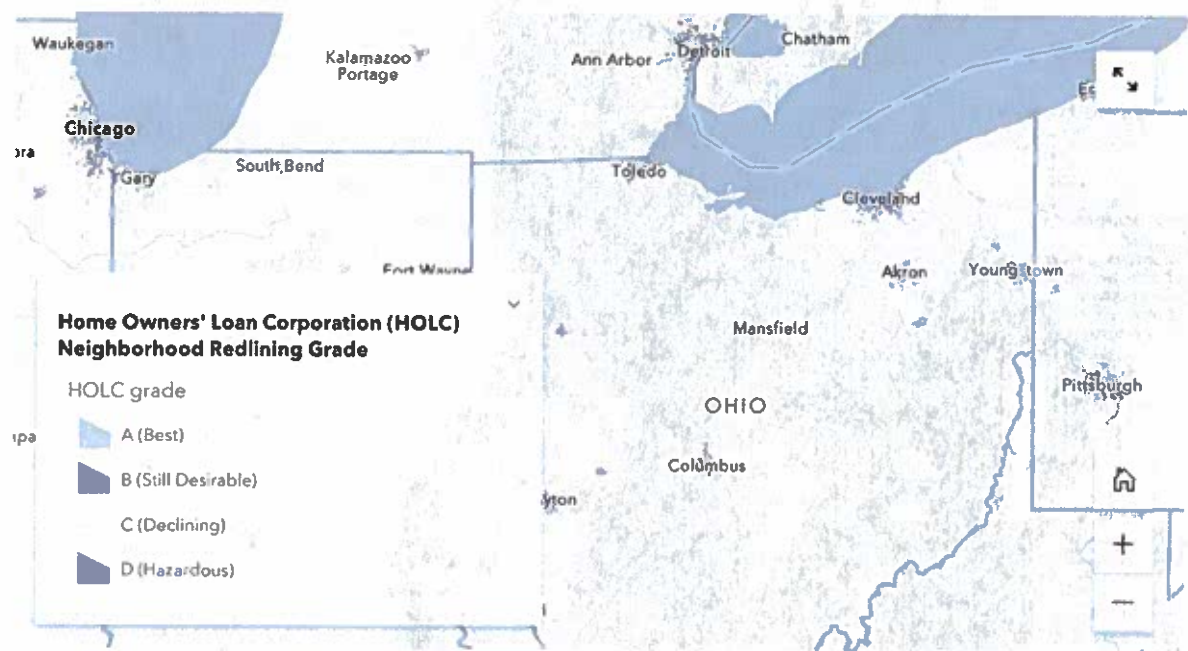 Waukegan
Kalamazoo
Portage
Ann Arbor
Detroit
Chatham
Chicago
Gary
South Bend
Toledo
Cleveland
Fort Wayne
Akron
Mansfield
Pittsburgh
OHIO
Columbus
Home Owners' Loan Corporation (HOLC)
Neighborhood Redlining Grade
HOLC grade
A (Best)
B (Still Desirable)
C (Declining)
D (Hazardous)